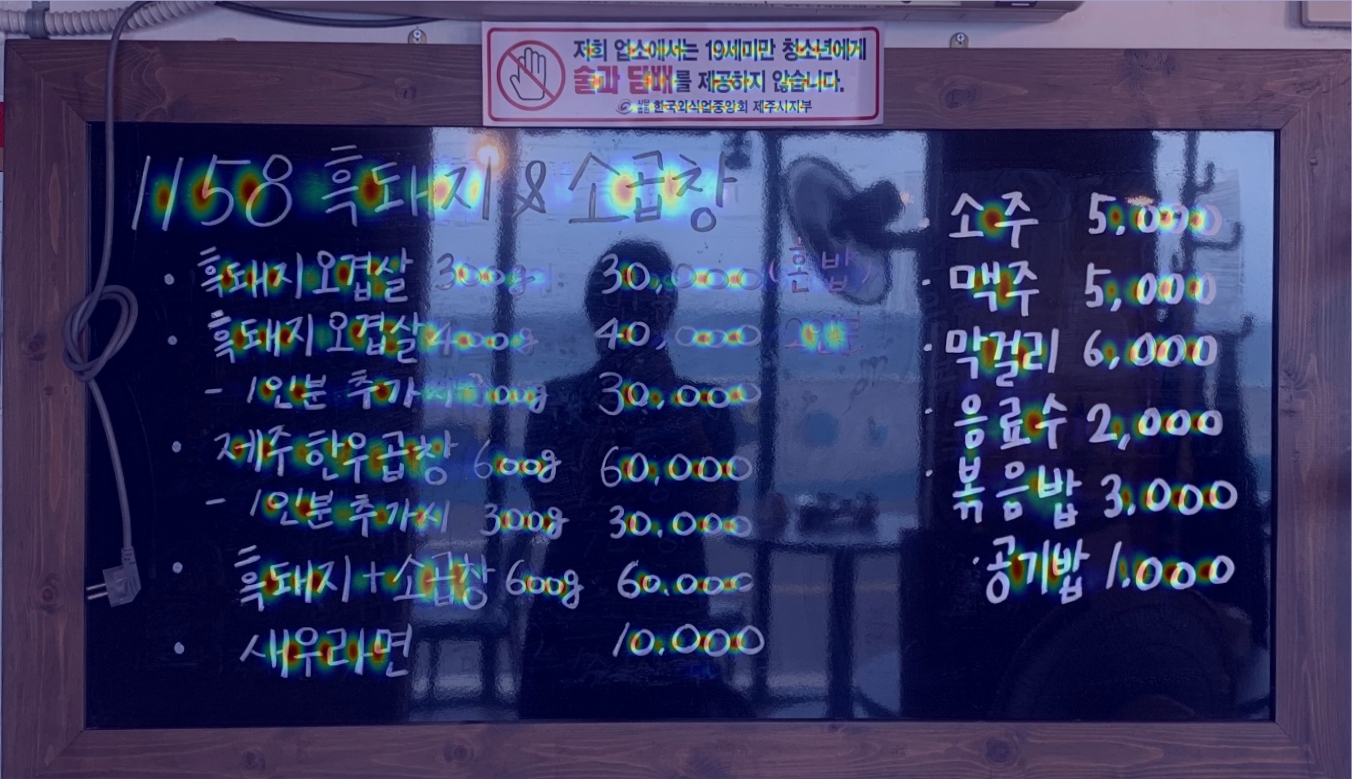 저희 업소에서는 19세미만 청소년에게
술과 담배를 제공하지 않습니다.
한국외식업중앙회 제주시지부
1158 흑돼지 & 소곱창
· 흑돼지오겹살 300g 30,000 (혼밥)
· 흑돼지오겹살 400g 40,000
- 1인분 추가시 300g 30,000
· 제주한우곱창 600g 60,000
- 1인분 추가시 300g 30,000
· 흑돼지+소곱창 600g 60.000
· 새우라면 10,000
· 소주 5,000
· 맥주 5,000
· 막걸리 6,000
· 음료수 2,000
· 볶음밥 3,000
· 공기밥 1.000